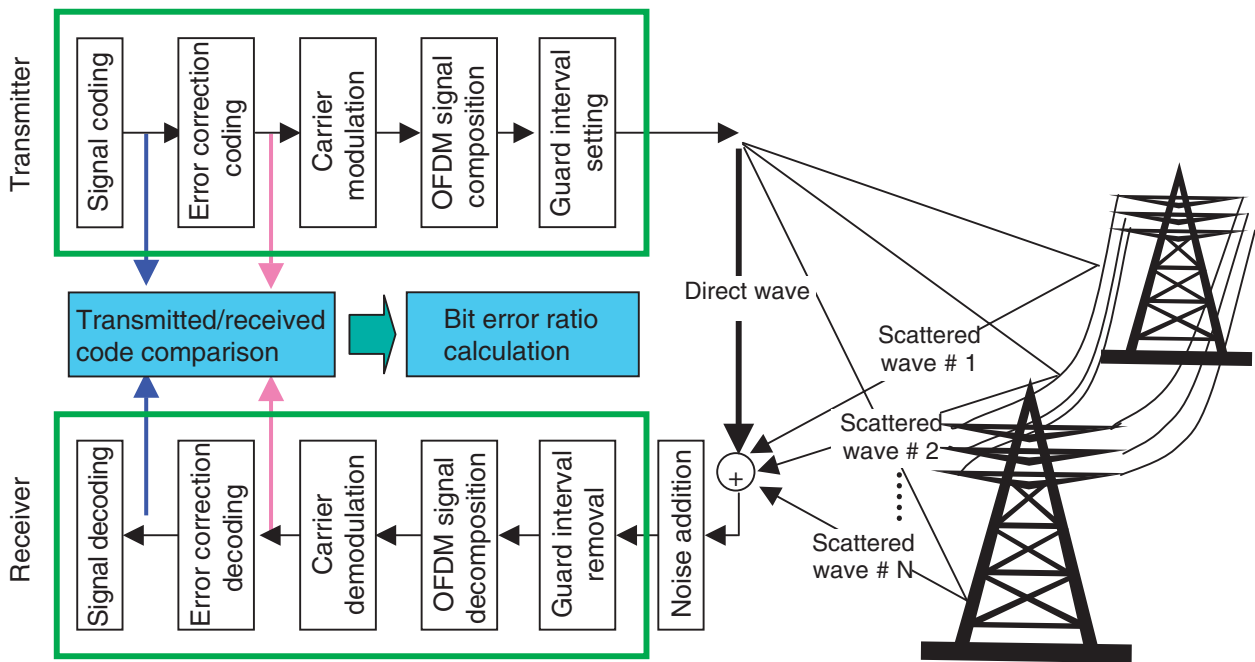 Transmitter
Signal coding
Error correction
coding
Carrier
modulation
OFDM signal
composition
Guard interval
setting
Direct wave
Transmitted/received
code comparison
Bit error ratio
calculation
Scattered
wave # 1
Scattered
wave # 2
Scattered
wave # N
+
Receiver
Signal decoding
Error correction
decoding
Carrier
demodulation
OFDM signal
decomposition
Guard interval
removal
Noise addition